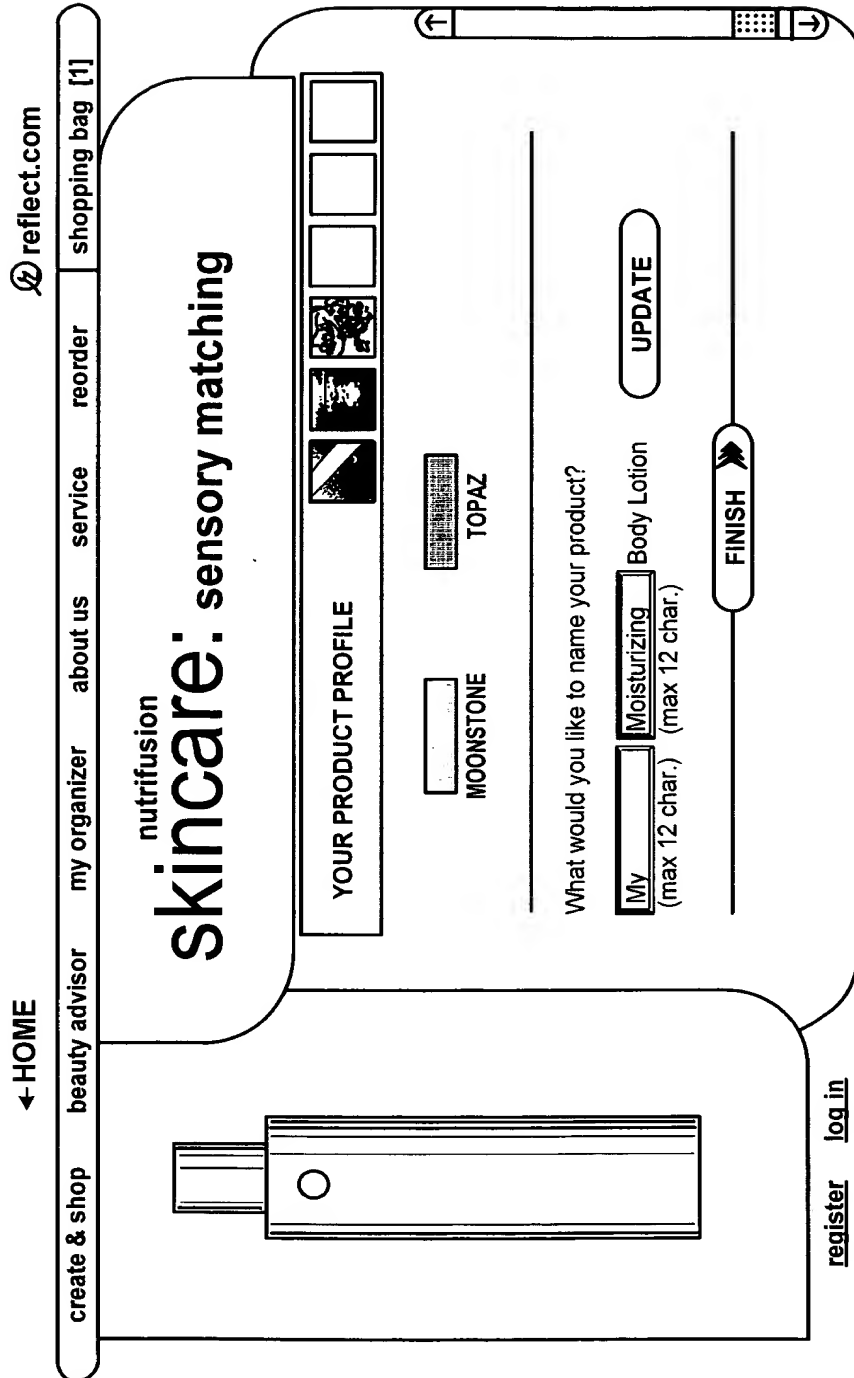 ←HOME
reflect.com
create & shop beauty advisor my organizer about us service reorder shopping bag [1]
nutrifusion
skincare: sensory matching
YOUR PRODUCT PROFILE
MOONSTONE TOPAZ
What would you like to name your product?
My Moisturizing Body Lotion UPDATE
(max 12 char.) (max 12 char.)
FINISH
register log in